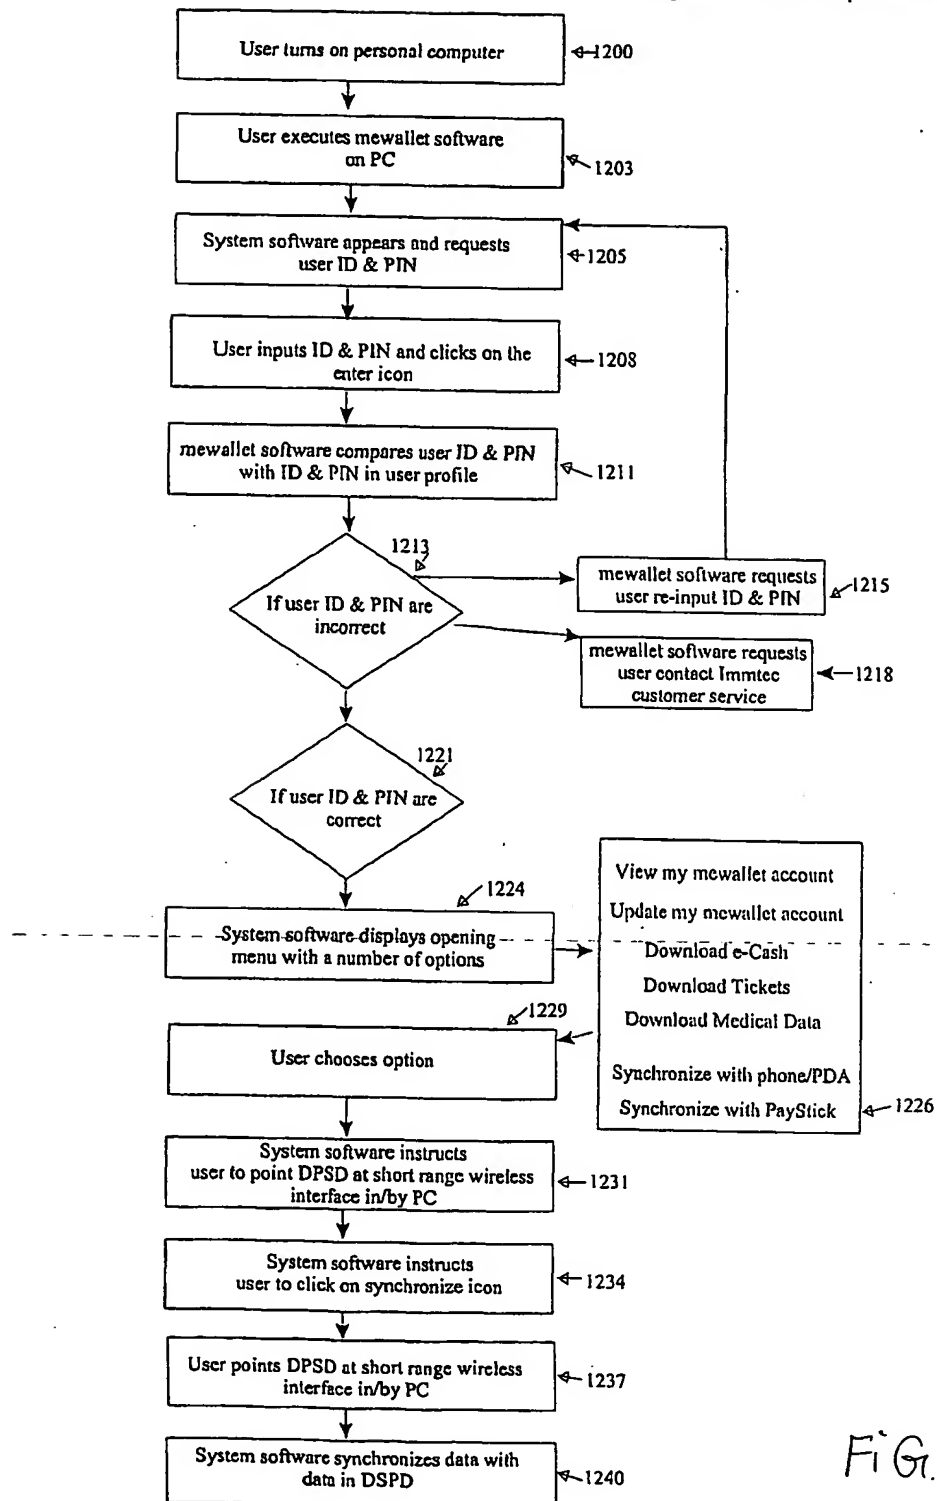 User turns on personal computer
1200
User executes mewallet software
on PC
1203
System software appears and requests
user ID & PIN
1205
User inputs ID & PIN and clicks on the
enter icon
1208
mewallet software compares user ID & PIN
with ID & PIN in user profile
1211
1213
If user ID & PIN are
incorrect
mewallet software requests
user re-input ID & PIN
1215
mewallet software requests
user contact Immtec
customer service
1218
1221
If user ID & PIN are
correct
1224
System software displays opening
menu with a number of options
View my mewallet account
Update my mewallet account
Download e-Cash
Download Tickets
Download Medical Data
Synchronize with phone/PDA
Synchronize with PayStick
1226
1229
User chooses option
System software instructs
user to point DPSD at short range wireless
interface in/by PC
1231
System software instructs
user to click on synchronize icon
1234
User points DPSD at short range wireless
interface in/by PC
1237
System software synchronizes data with
data in DSPD
1240
FiG.